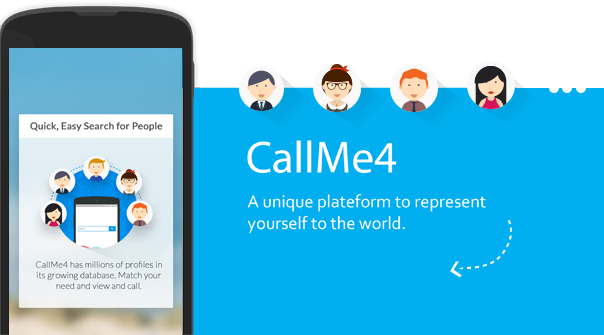 Quick, Easy Search for People
CallMe4 has millions of profiles in
its growing database. Match your
need and view and call.
CallMe4
A unique plateform to represent
yourself to the world.